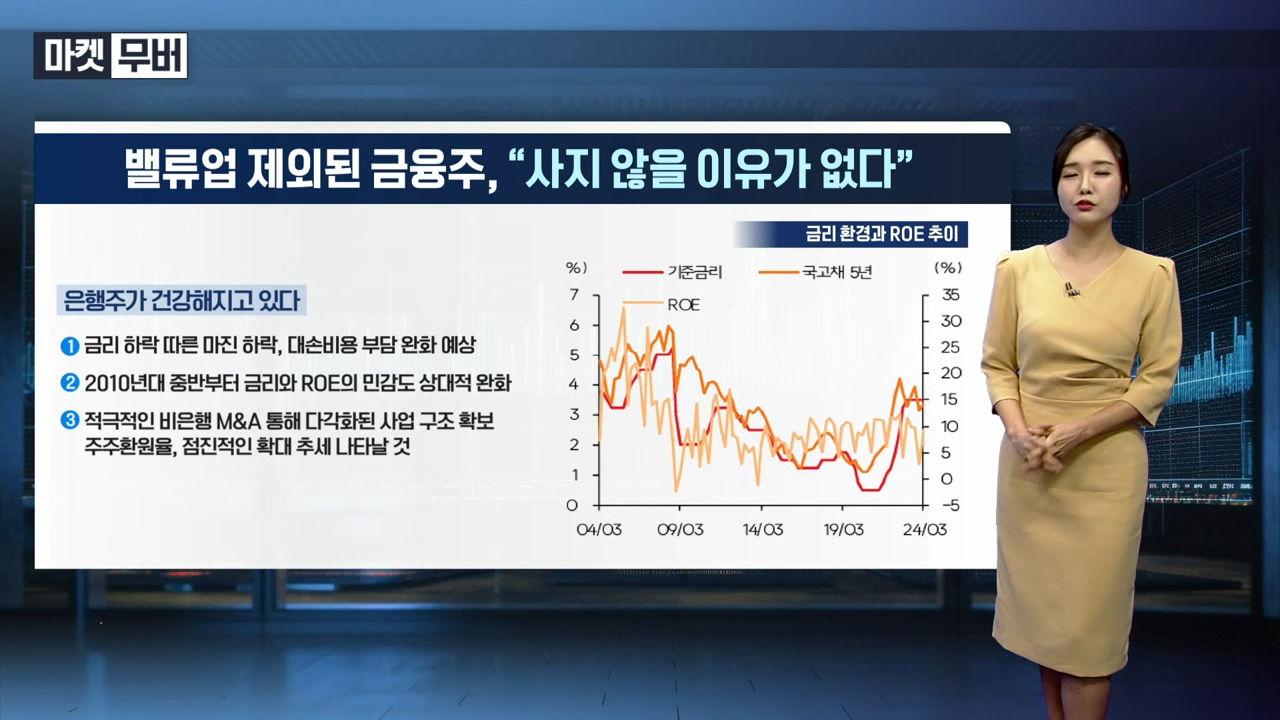 마켓 무버
밸류업 제외된 금융주, “사지 않을 이유가 없다”
은행주가 건강해지고 있다
1 금리 하락 따른 마진 하락, 대손비용 부담 완화 예상
2 2010년대 중반부터 금리와 ROE의 민감도 상대적 완화
3 적극적인 비은행 M&A 통해 다각화된 사업 구조 확보
주주환원율, 점진적인 확대 추세 나타날 것
금리 환경과 ROE 추이
%) 기준금리 국고채 5년 (%)
ROE
7 35
6 30
5 25
4 20
3 15
2 10
1 5
0 0
-5
04/03 09/03 14/03 19/03 24/03